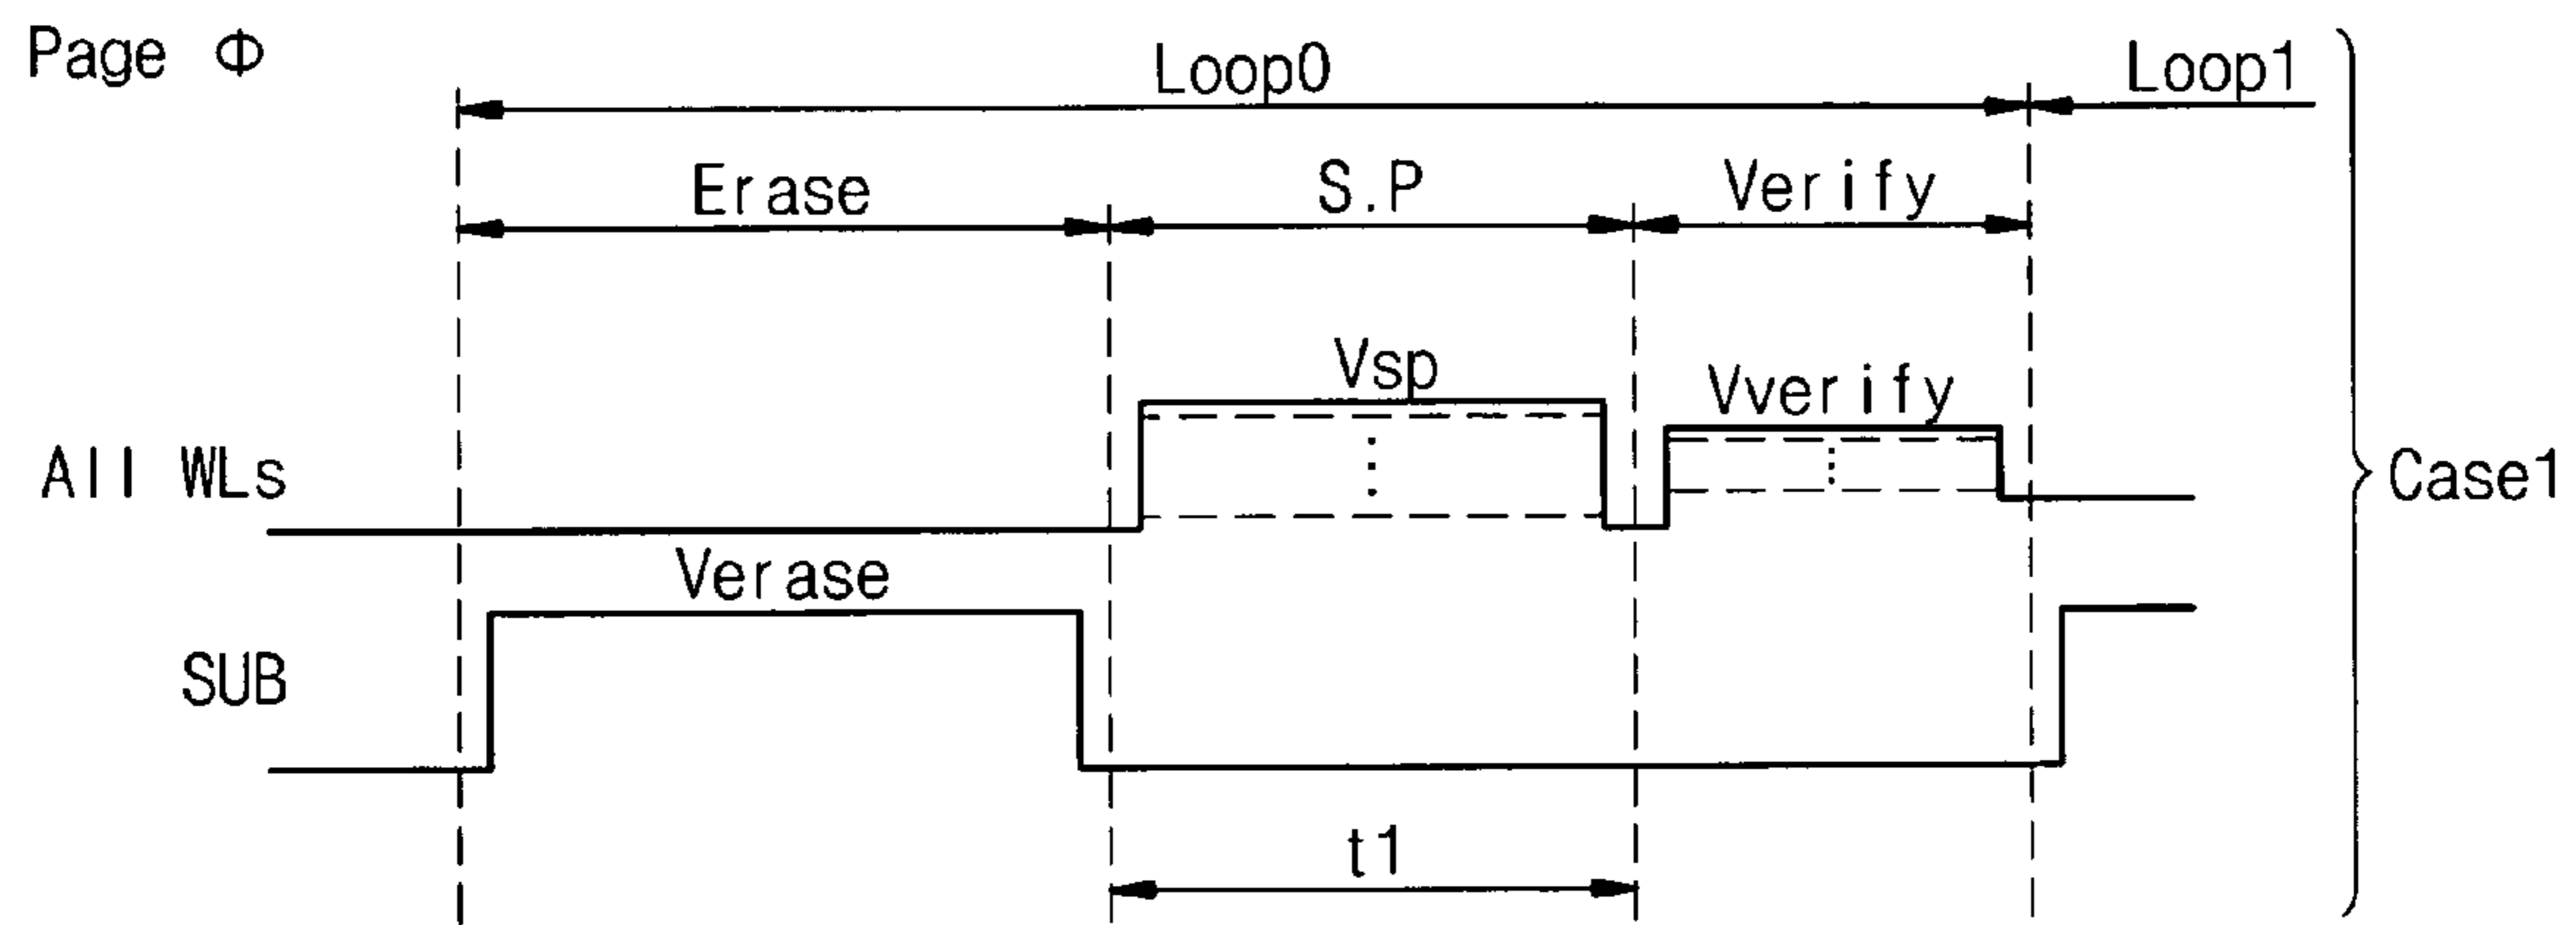 Page Φ
Loop0
Loop1
Erase
S.P
Verify
Vsp
Vverify
All WLs
Case1
Verase
SUB
t1